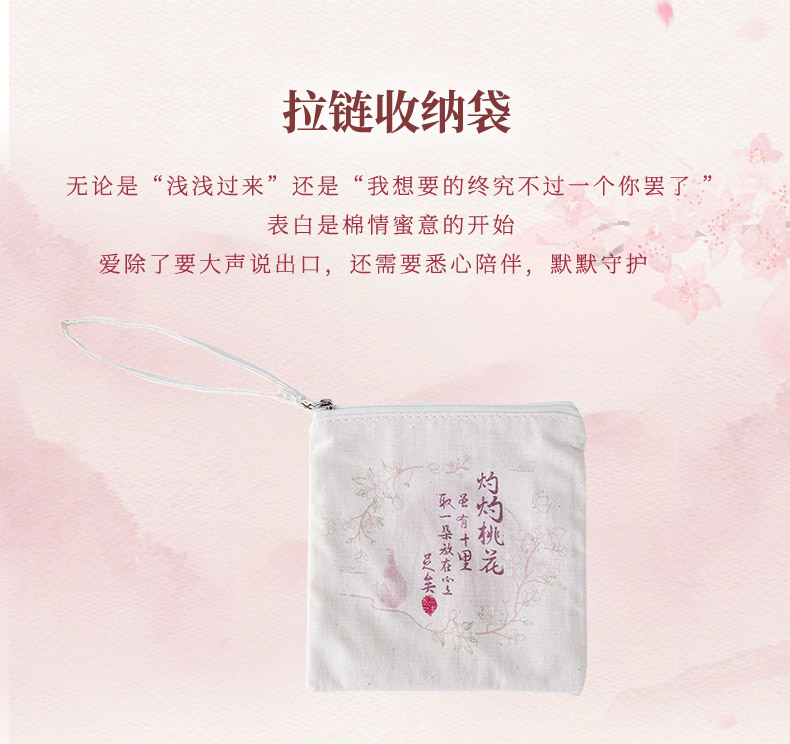 拉链收纳袋
无论是“浅浅过来”还是“我想要的终究不过一个你罢了 ”
表白是棉情蜜意的开始
爱除了要大声说出口，还需要悉心陪伴，默默守护
灼灼桃花
虽有十里
取一朵放在心上
足矣